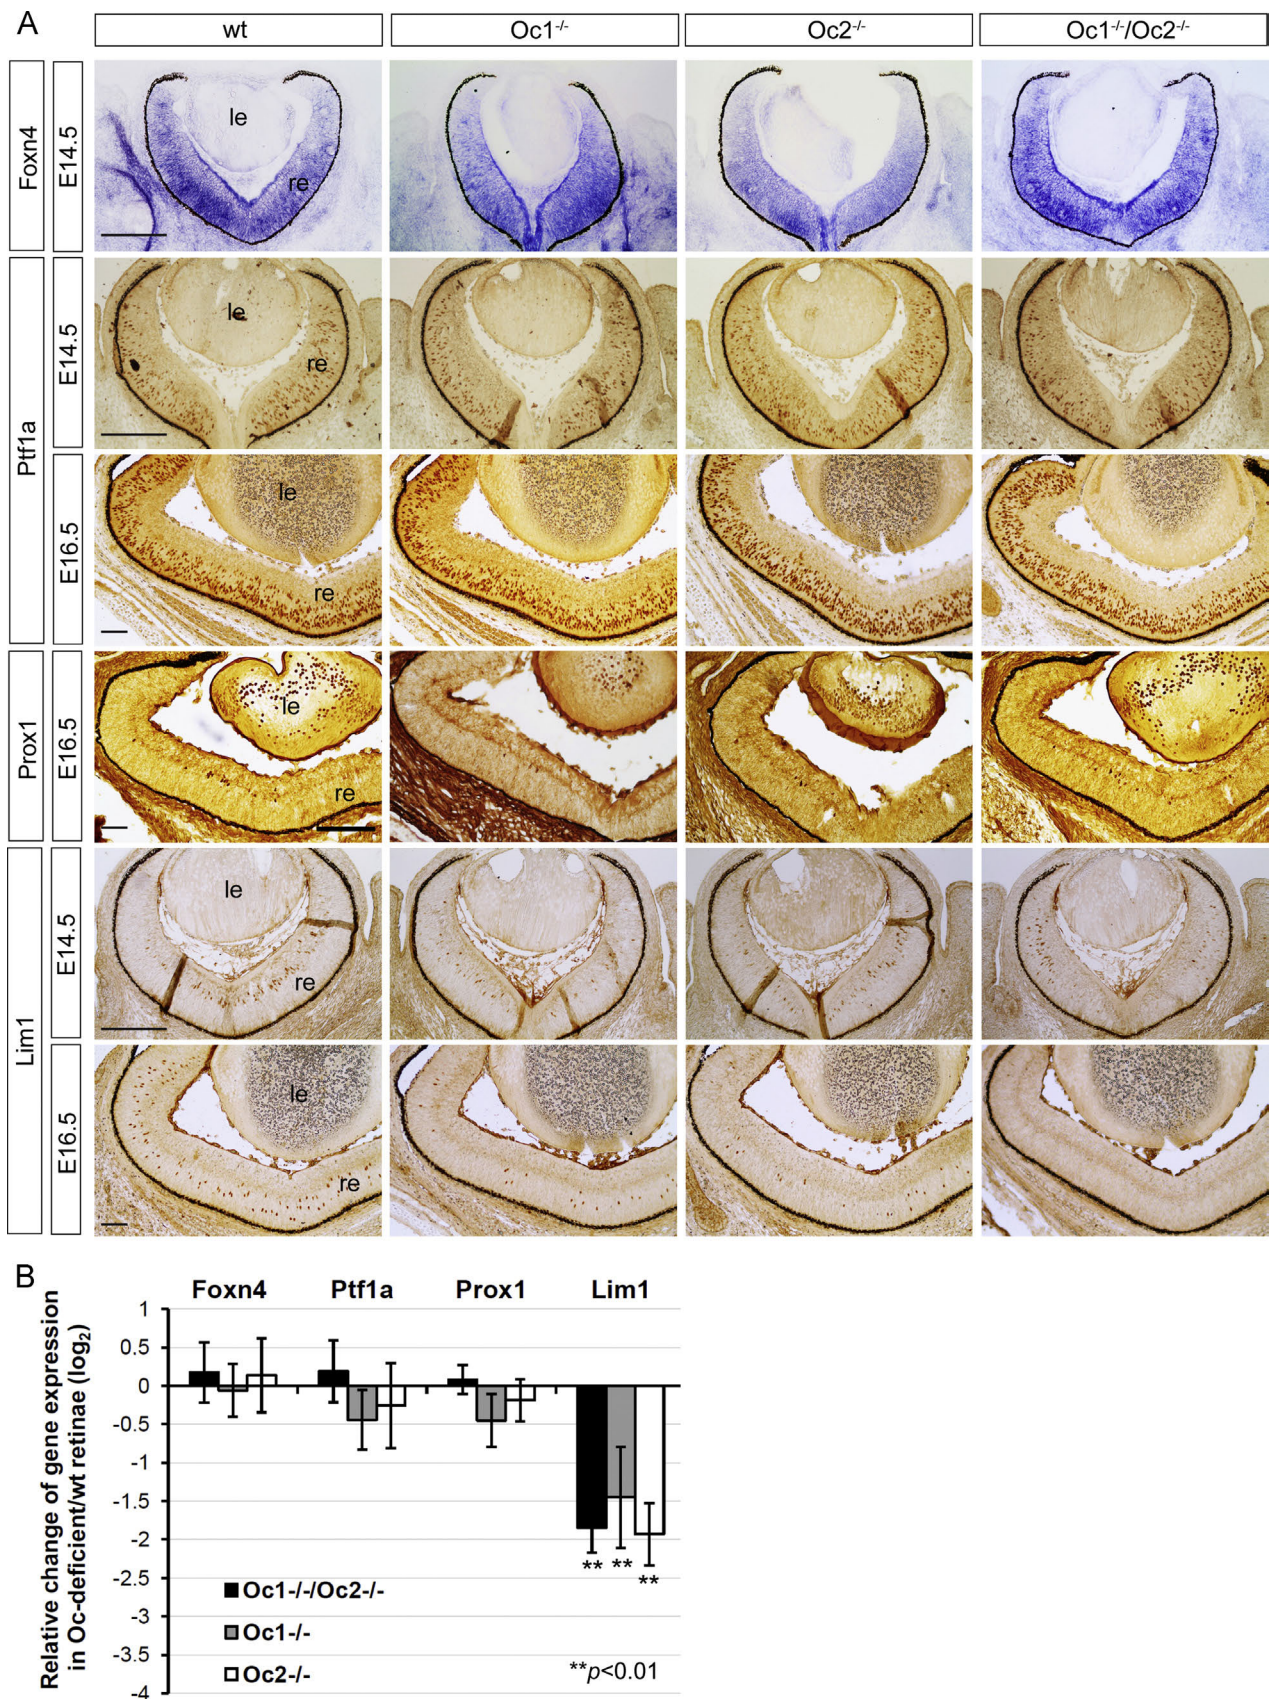 A
wt
Oc1-/-
Oc2-/-
Oc1-/-/Oc2-/-
Foxn4
E14.5
le
re
Ptf1a
E14.5
le
re
E16.5
le
re
Prox1
E16.5
le
re
Lim1
E14.5
le
re
E16.5
le
re
B
Foxn4 Ptf1a Prox1 Lim1
Relative change of gene expression
in Oc-deficient/wt retinae (log2)
1
0.5
0
-0.5
-1
-1.5
-2
-2.5
-3
-3.5
-4
** ** **
Oc1-/-/Oc2-/-
Oc1-/-
Oc2-/-
**p<0.01